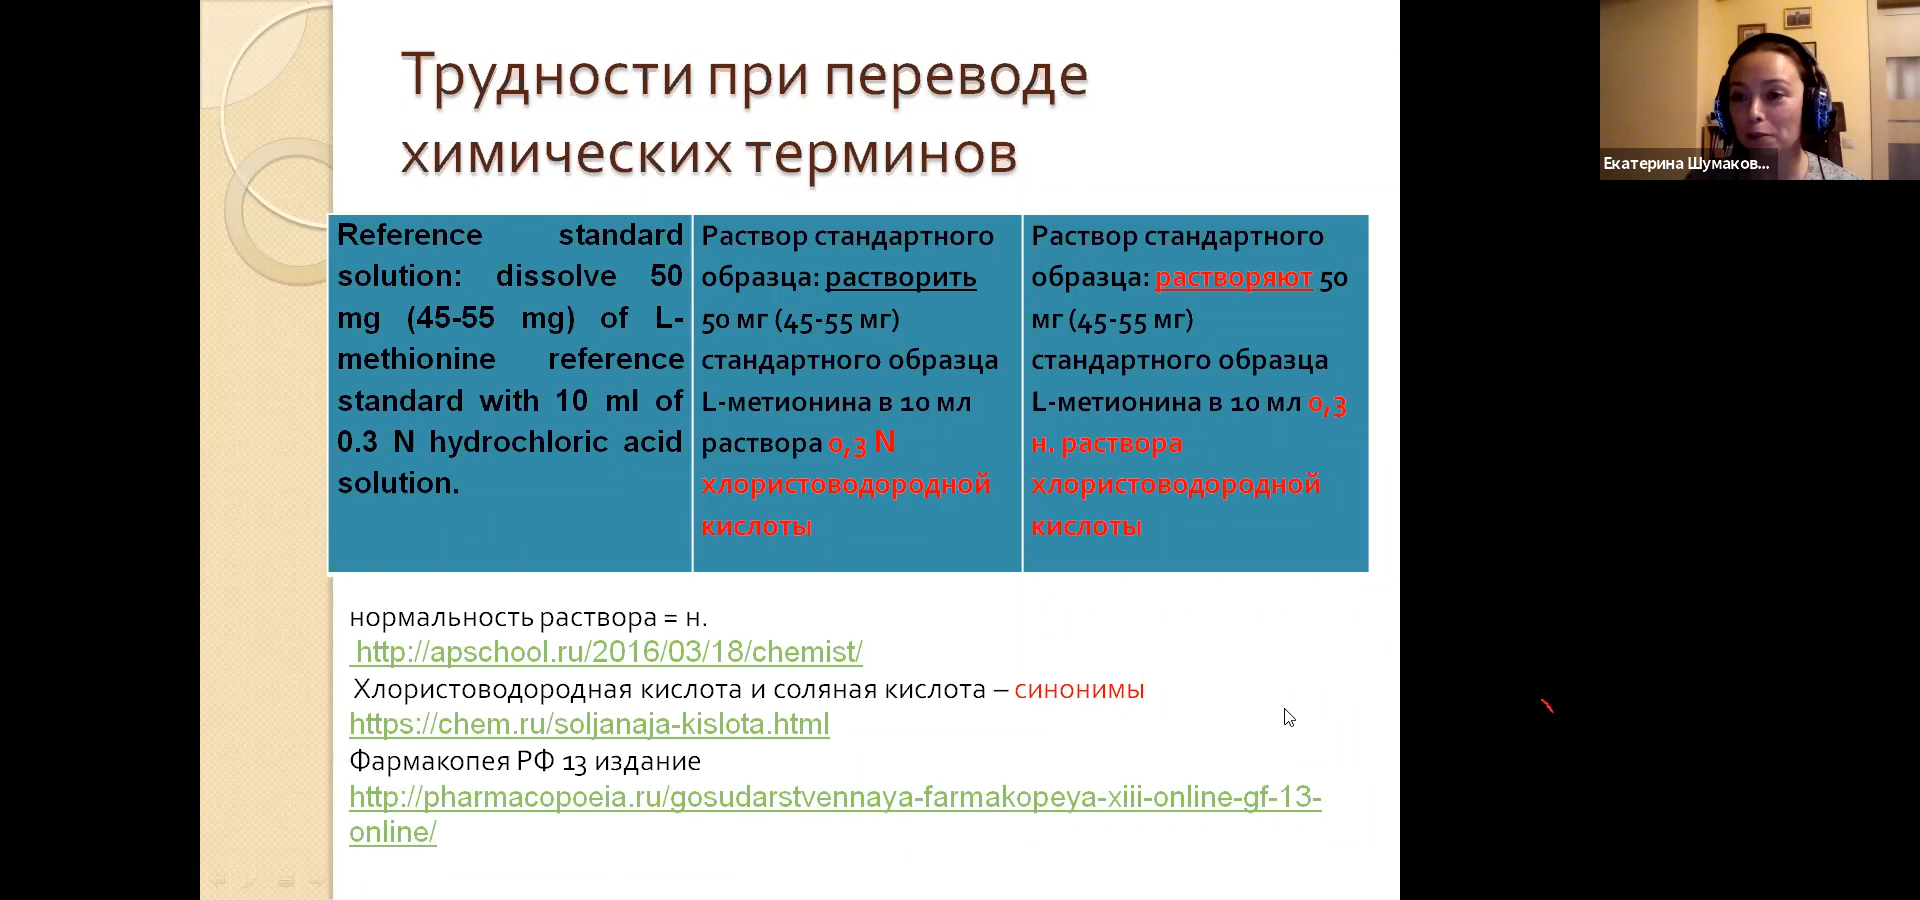 Трудности при переводе
химических терминов
Екатерина Шумаков...
Reference standard
solution: dissolve 50
mg (45-55 mg) of L-
methionine reference
standard with 10 ml of
0.3 N hydrochloric acid
solution.
Раствор стандартного
образца: растворить
50 мг (45-55 мг)
стандартного образца
L-метионина в 10 мл
раствора 0,3 N
хлористоводородной
кислоты
Раствор стандартного
образца: растворяют 50
мг (45-55 мг)
стандартного образца
L-метионина в 10 мл 0,3
н. раствора
хлористоводородной
кислоты
нормальность раствора = н.
http://apschool.ru/2016/03/18/chemist/
Хлористоводородная кислота и соляная кислота – синонимы
https://chem.ru/soljanaja-kislota.html
Фармакопея РФ 13 издание
http://pharmacopoeia.ru/gosudarstvennaya-farmakopeya-xiii-online-gf-13-
online/